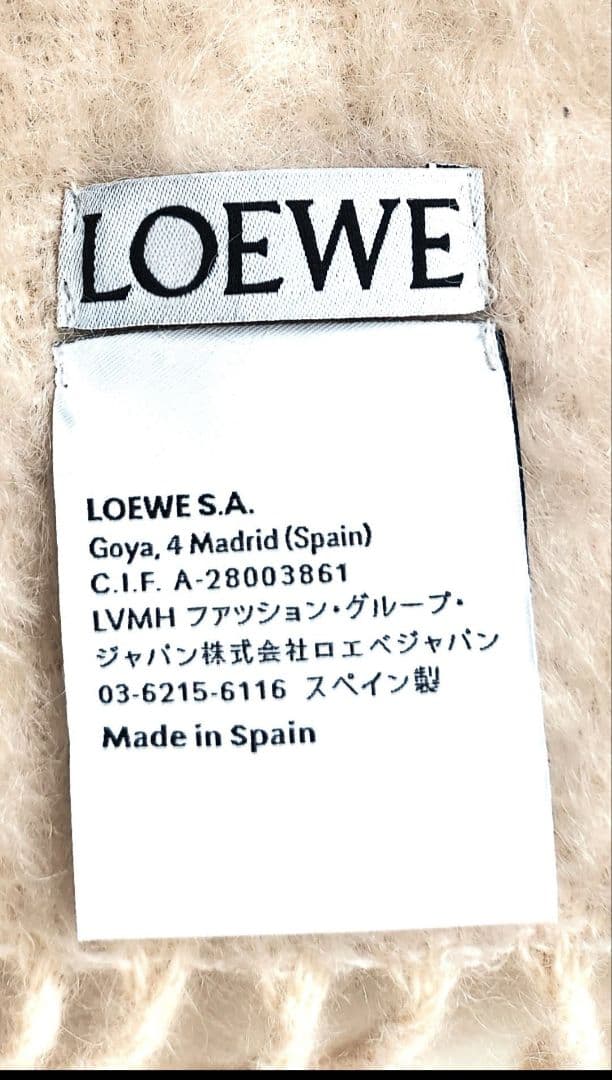 LOEWE
LOEWE S.A.
Goya, 4 Madrid (Spain)
C.I.F. A-28003861
LVMH ファッション・グループ・
ジャパン株式会社ロエベジャパン
03-6215-6116 スペイン製
Made in Spain